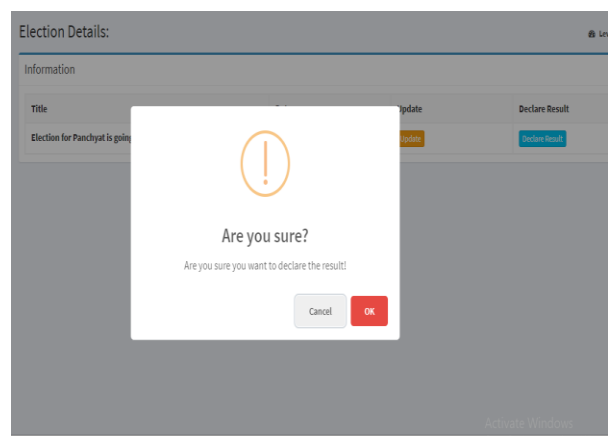 Election Details:
Information
Title
Update
Declare Result
Election for Panchyat is going
Update
Declare Result
Are you sure?
Are you sure you want to declare the result!
Cancel
OK
Activate Windows